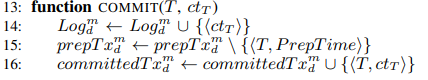 13: function COMMIT(T, ct_T)
14: Log_d^m ← Log_d^m ∪ {⟨ct_T⟩}
15: prepTx_d^m ← prepTx_d^m \ {⟨T, PrepTime⟩}
16: committedTx_d^m ← committedTx_d^m ∪ {⟨T, ct_T⟩}